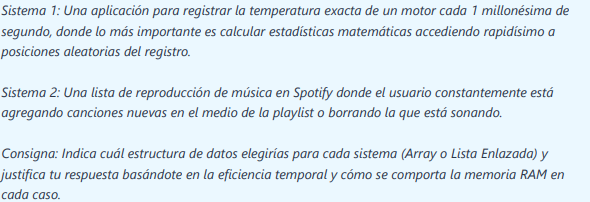 Sistema 1: Una aplicación para registrar la temperatura exacta de un motor cada 1 millonésima de
segundo, donde lo más importante es calcular estadísticas matemáticas accediendo rapidísimo a
posiciones aleatorias del registro.
Sistema 2: Una lista de reproducción de música en Spotify donde el usuario constantemente está
agregando canciones nuevas en el medio de la playlist o borrando la que está sonando.
Consigna: Indica cuál estructura de datos elegirías para cada sistema (Array o Lista Enlazada) y
justifica tu respuesta basándote en la eficiencia temporal y cómo se comporta la memoria RAM en
cada caso.